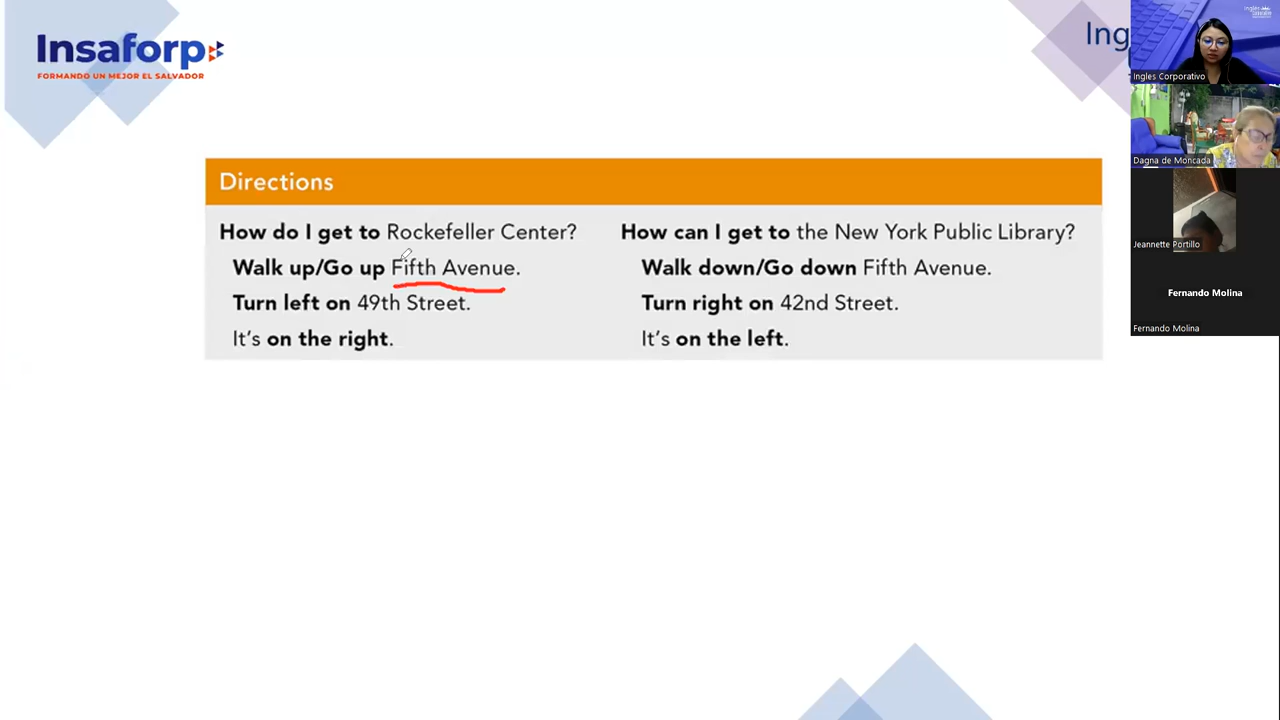 Insaforp
FORMANDO UN MEJOR EL SALVADOR
Ing
Directions
How do I get to Rockefeller Center?
Walk up/Go up Fifth Avenue.
Turn left on 49th Street.
It's on the right.
How can I get to the New York Public Library?
Walk down/Go down Fifth Avenue.
Turn right on 42nd Street.
It's on the left.
Ingles Corporativo
Dagna de Moncada
Jeannette Portillo
Fernando Molina
Fernando Molina